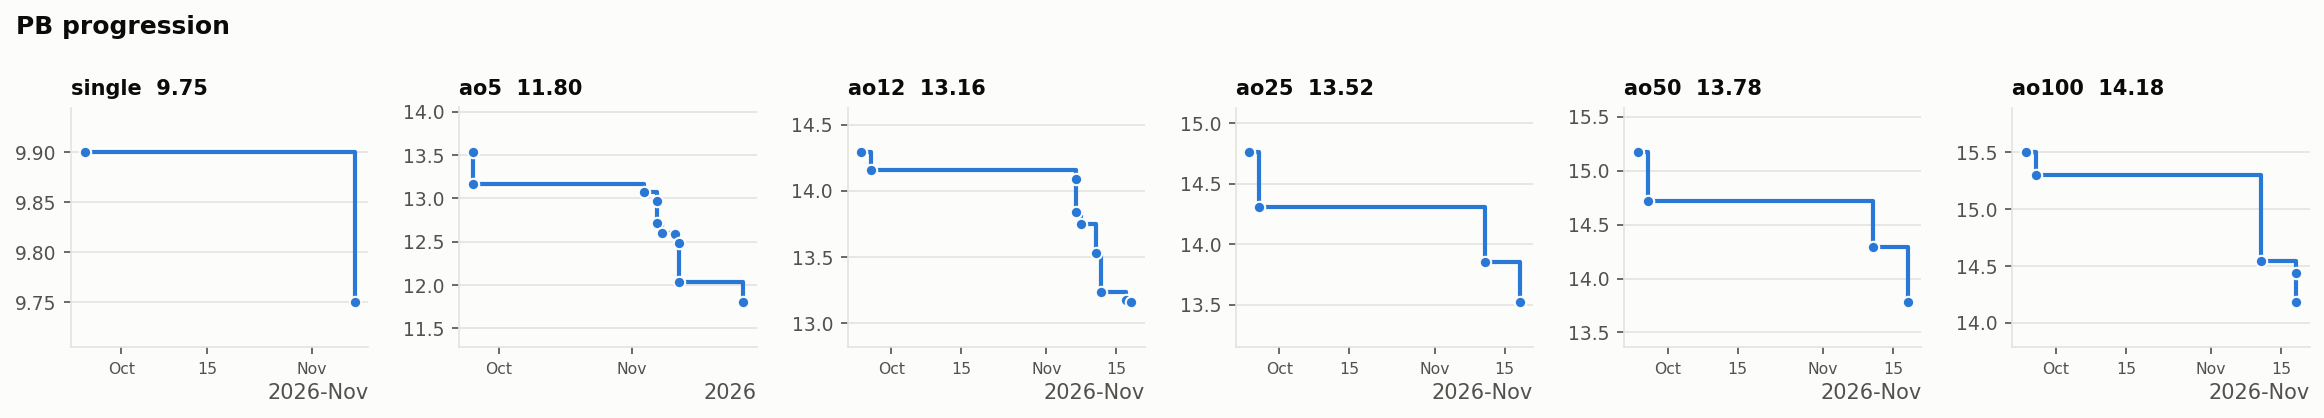 PB progression
single 9.75
9.90
9.85
9.80
9.75
Oct 15 Nov
2026-Nov
ao5 11.80
14.0
13.5
13.0
12.5
12.0
11.5
Oct Nov
2026
ao12 13.16
14.5
14.0
13.5
13.0
Oct 15 Nov 15
2026-Nov
ao25 13.52
15.0
14.5
14.0
13.5
Oct 15 Nov 15
2026-Nov
ao50 13.78
15.5
15.0
14.5
14.0
13.5
Oct 15 Nov 15
2026-Nov
ao100 14.18
15.5
15.0
14.5
14.0
Oct 15 Nov 15
2026-Nov